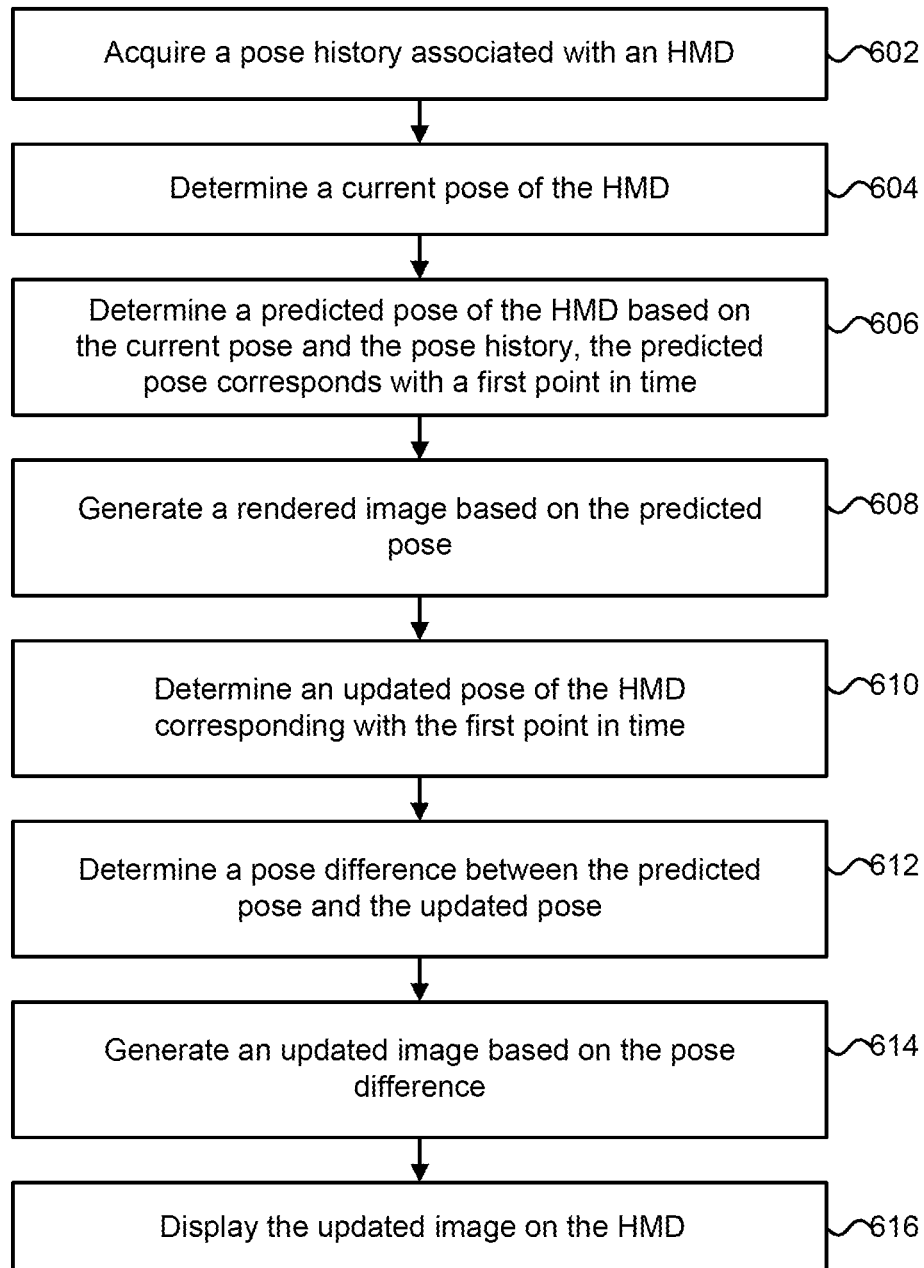 Acquire a pose history associated with an HMD
602
Determine a current pose of the HMD
604
Determine a predicted pose of the HMD based on
the current pose and the pose history, the predicted
pose corresponds with a first point in time
606
Generate a rendered image based on the predicted
pose
608
Determine an updated pose of the HMD
corresponding with the first point in time
610
Determine a pose difference between the predicted
pose and the updated pose
612
Generate an updated image based on the pose
difference
614
Display the updated image on the HMD
616